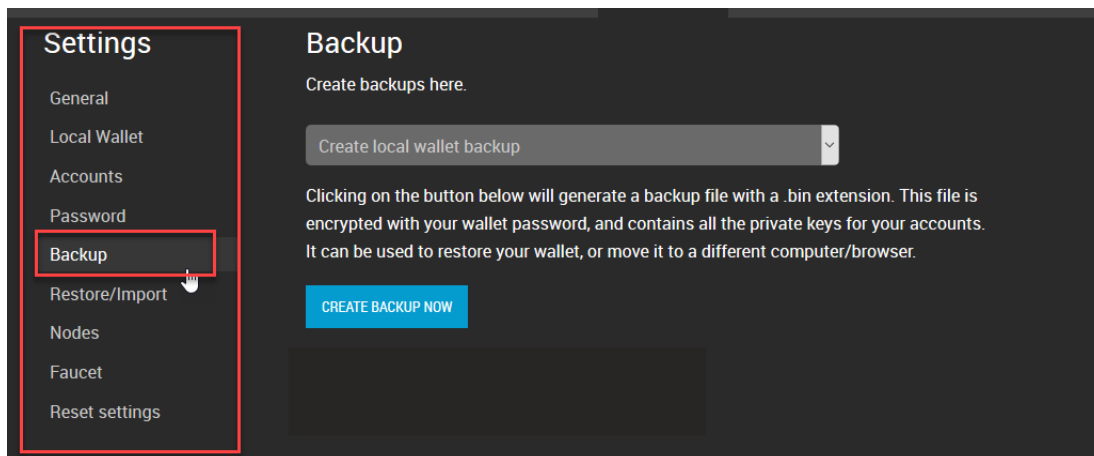 Settings
General
Local Wallet
Accounts
Password
Backup
Restore/Import
Nodes
Faucet
Reset settings
Backup
Create backups here.
Create local wallet backup
Clicking on the button below will generate a backup file with a .bin extension. This file is
encrypted with your wallet password, and contains all the private keys for your accounts.
It can be used to restore your wallet, or move it to a different computer/browser.
CREATE BACKUP NOW